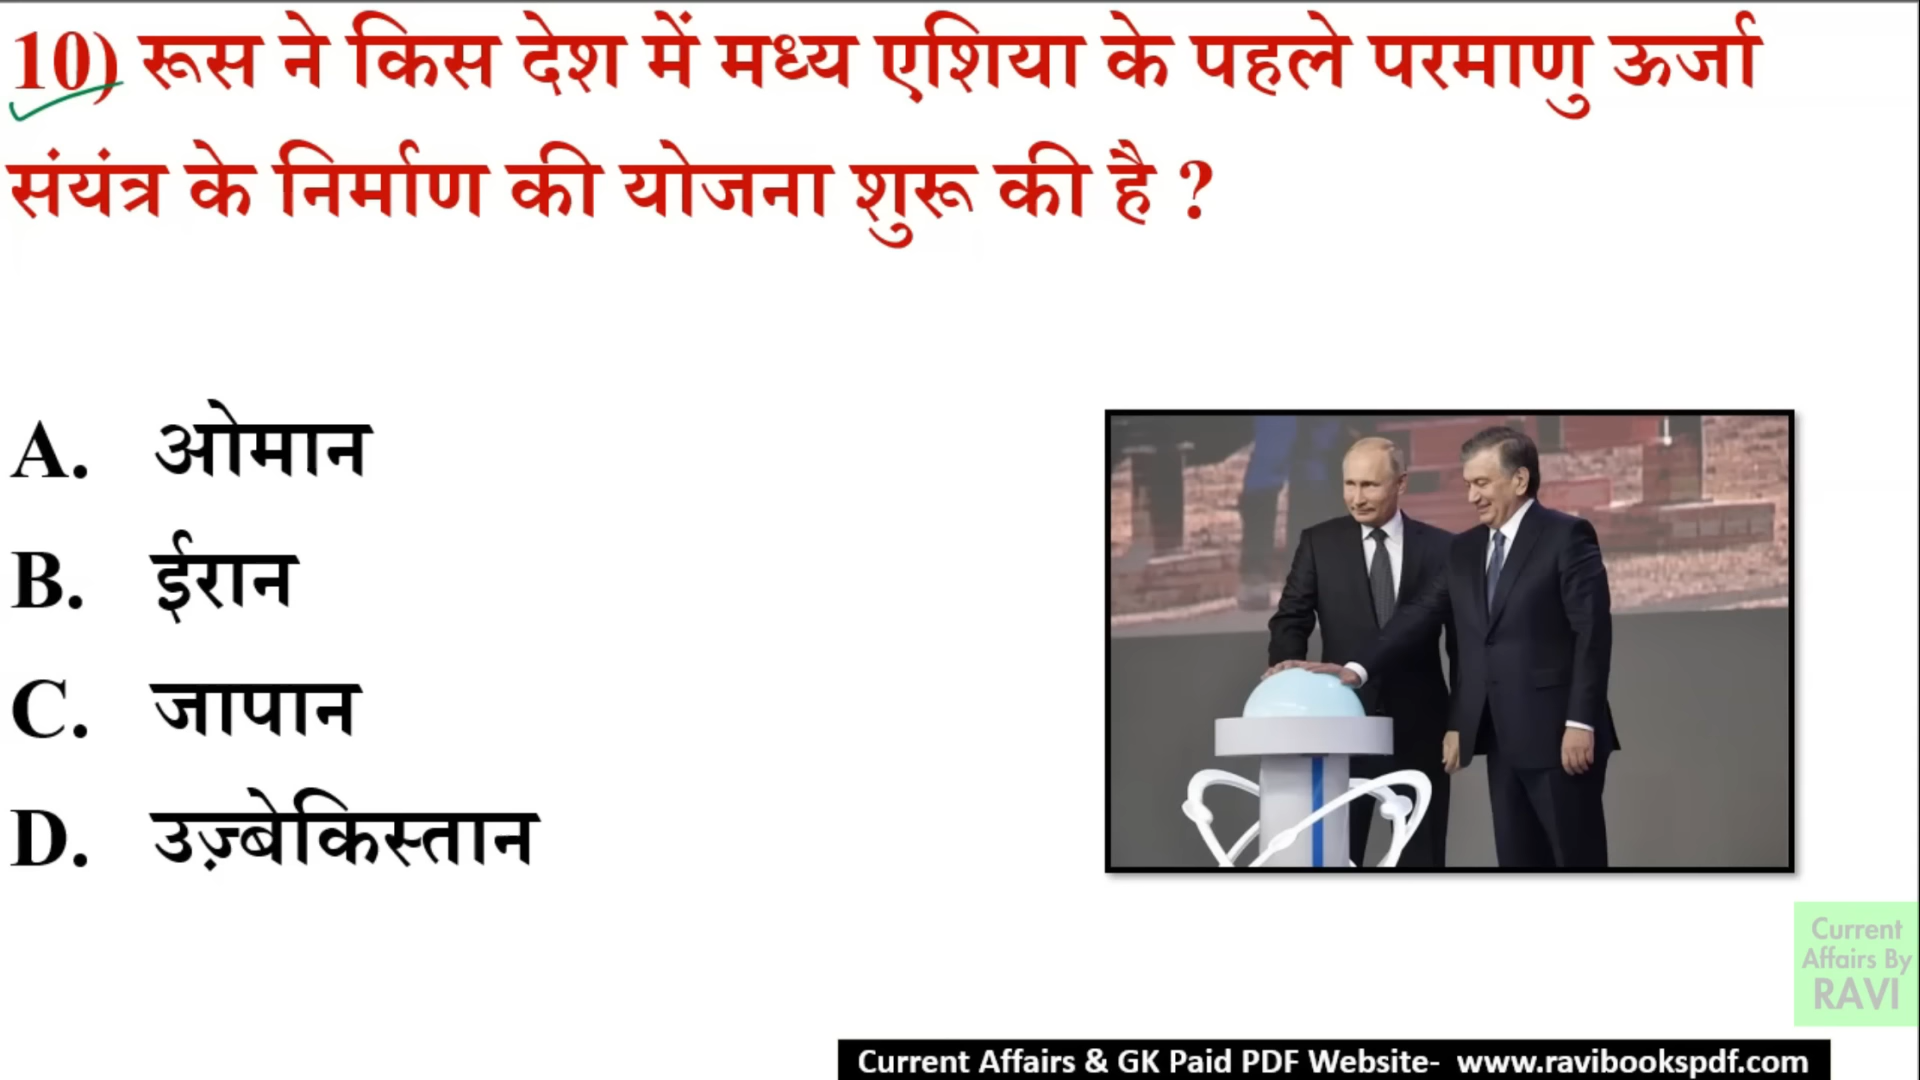 10) रूस ने किस देश में मध्य एशिया के पहले परमाणु ऊर्जा
संयंत्र के निर्माण की योजना शुरू की है ?
A. ओमान
B. ईरान
C. जापान
D. उज़्बेकिस्तान
Current
Affairs By
RAVI
Current Affairs & GK Paid PDF Website- www.ravibookspdf.com